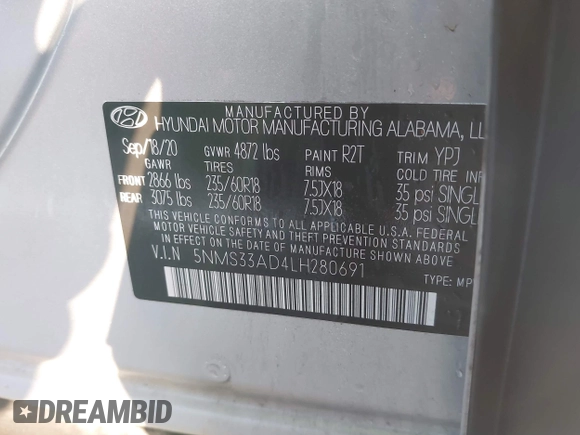 MANUFACTURED BY
HYUNDAI MOTOR MANUFACTURING ALABAMA, LL
Sep/18/20 GVWR 4872 lbs PAINT R2T TRIM YPJ
GAWR TIRES RIMS COLD TIRE INF
FRONT 2866 lbs 235/60R18 7.5JX18 35 psi SINGL
REAR 3075 lbs 235/60R18 7.5JX18 35 psi SINGL
THIS VEHICLE CONFORMS TO ALL APPLICABLE U.S.A. FEDERAL
MOTOR VEHICLE SAFETY AND THEFT PREVENTION STANDARDS
IN EFFECT ON THE DATE OF MANUFACTURE SHOWN ABOVE.
V.I.N 5NMS33AD4LH280691
TYPE: MP
DREAMBID